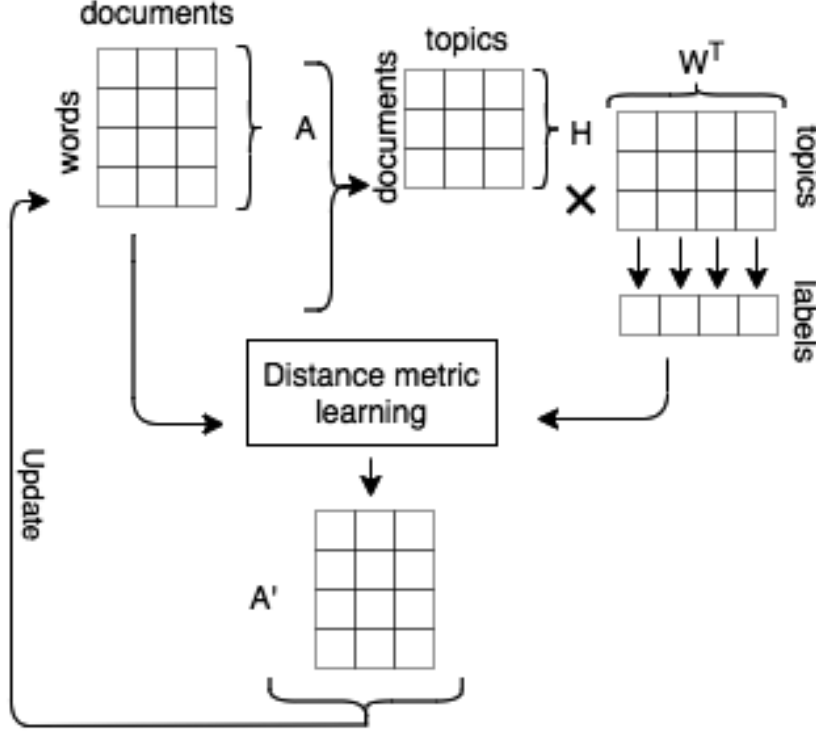 documents
words
A
topics
documents
H
×
W^T
topics
labels
Distance metric
learning
Update
A'